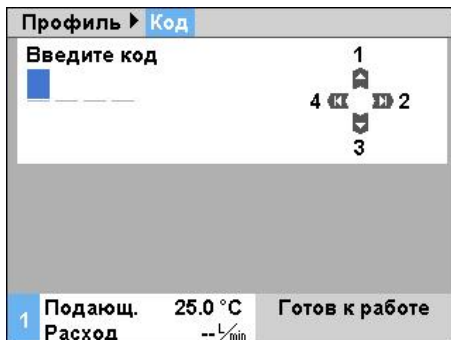 Профиль Код
Введите код
1
4 2
3
1 Подающ. 25.0 °C Готов к работе
Расход -- L/min